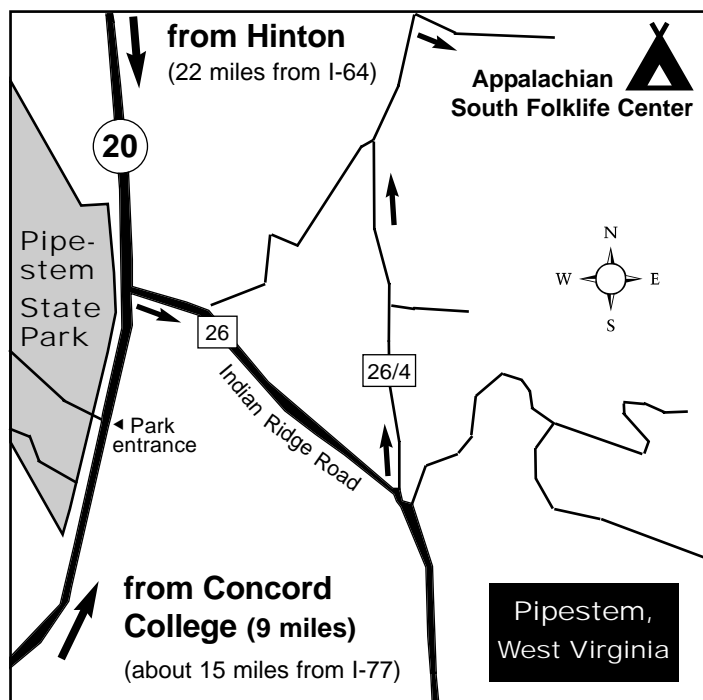 from Hinton
(22 miles from I-64)
Appalachian
South Folklife Center
20
Pipe-
stem
State
Park
N
W E
S
26
26/4
Indian Ridge Road
Park
entrance
from Concord
College (9 miles)
(about 15 miles from I-77)
Pipestem,
West Virginia